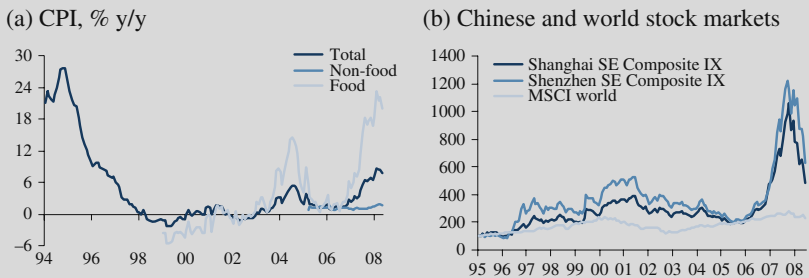 (a) CPI, % y/y
30
24
18
12
6
0
−6
94 96 98 00 02 04 06 08
Total
Non-food
Food
(b) Chinese and world stock markets
1400
1200
1000
800
600
400
200
0
95 96 97 98 99 00 01 02 03 04 05 06 07 08
Shanghai SE Composite IX
Shenzhen SE Composite IX
MSCI world